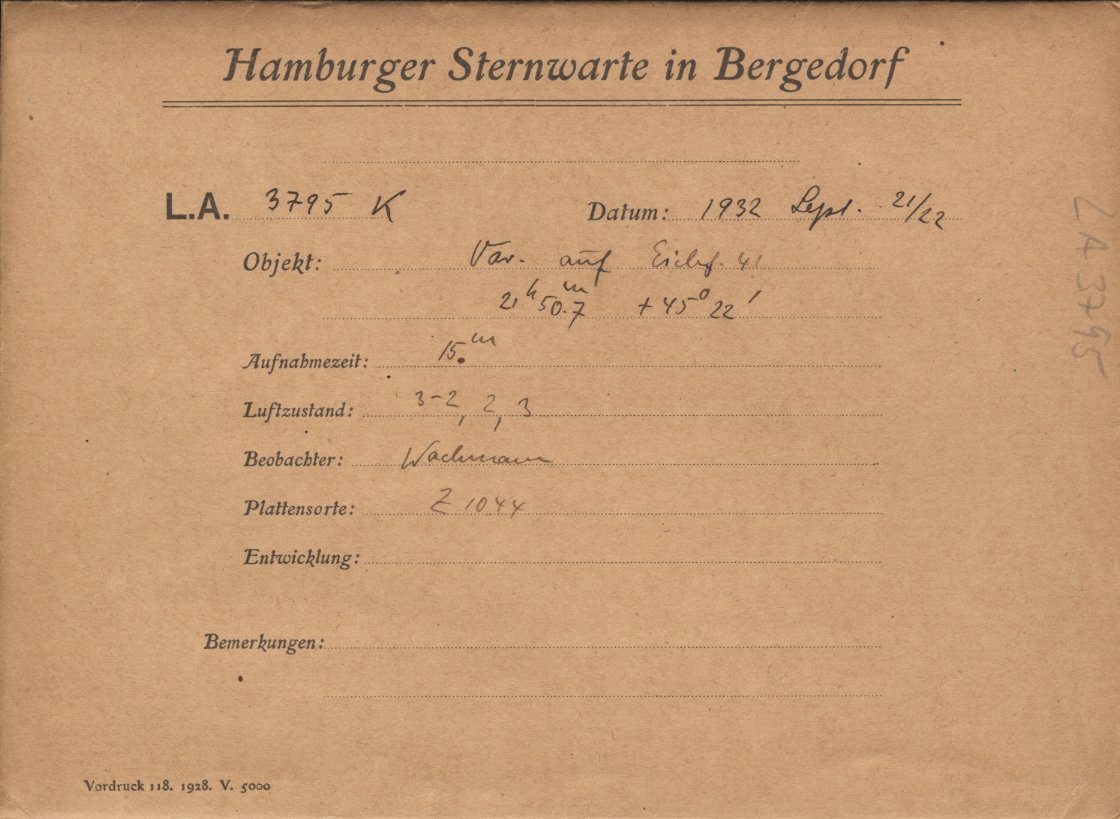 Hamburger Sternwarte in Bergedorf
L.A. 3795 K Datum: 1932 Sept. 21/22
Objekt: Var. auf Eichf. 41
21h 50.m7 +45° 22'
Aufnahmezeit: 15.m
Luftzustand: 3-2, 2, 3
Beobachter: Wachmann
Plattensorte: Z 1044
Entwicklung:
Bemerkungen:
Vordruck 118. 1928. V. 5000
LA 3795